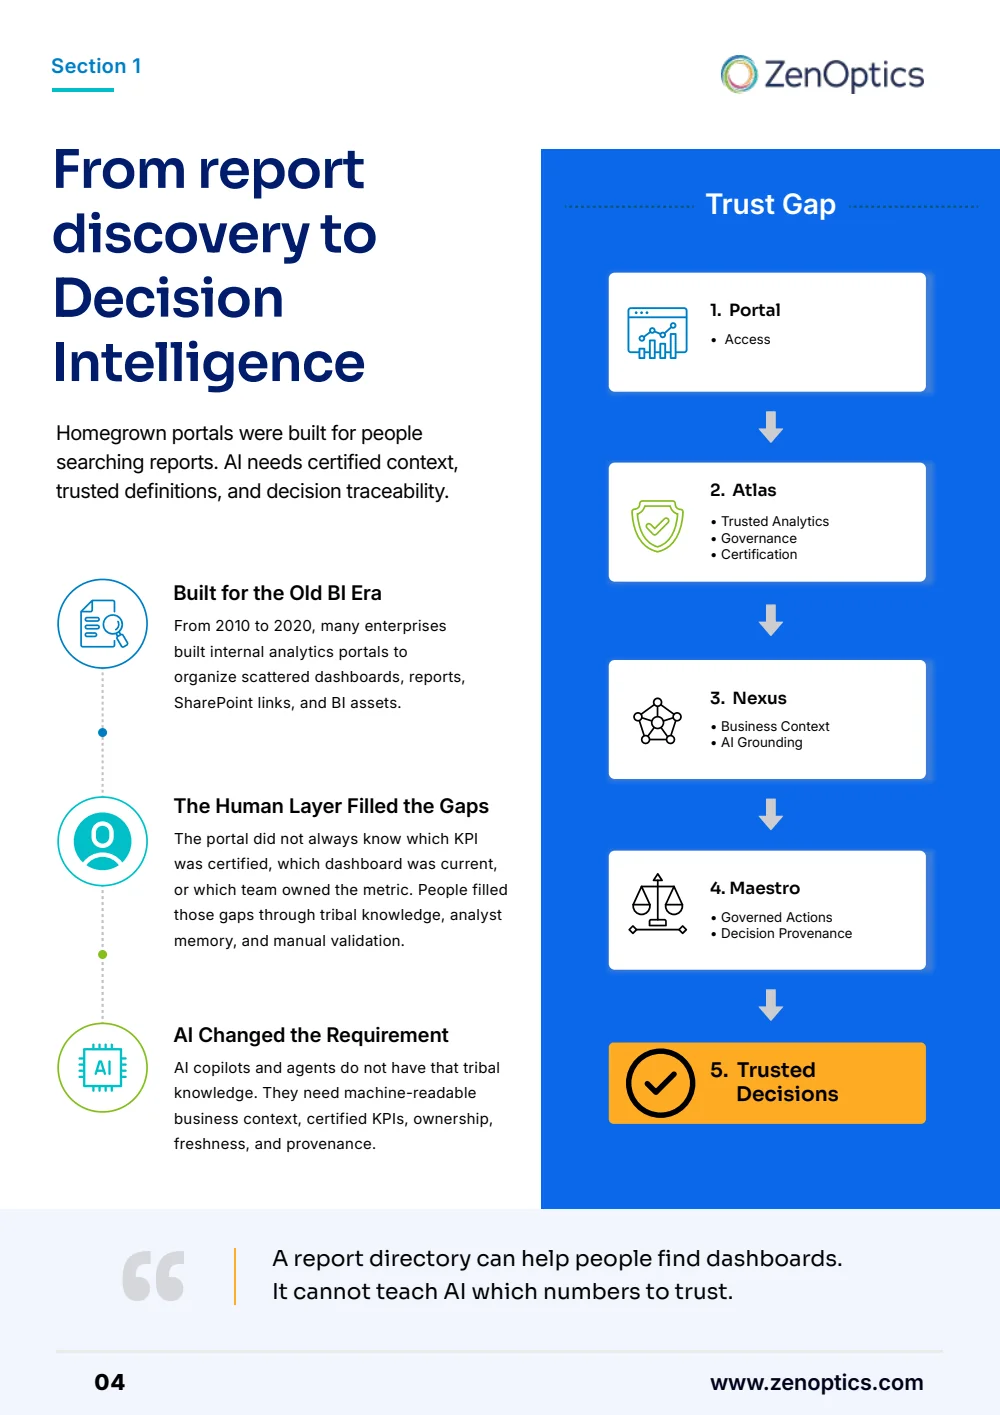 Section 1
ZenOptics
From report
discovery to
Decision
Intelligence
Homegrown portals were built for people
searching reports. AI needs certified context,
trusted definitions, and decision traceability.
Built for the Old BI Era
From 2010 to 2020, many enterprises
built internal analytics portals to
organize scattered dashboards, reports,
SharePoint links, and BI assets.
The Human Layer Filled the Gaps
The portal did not always know which KPI
was certified, which dashboard was current,
or which team owned the metric. People filled
those gaps through tribal knowledge, analyst
memory, and manual validation.
AI
AI Changed the Requirement
AI copilots and agents do not have that tribal
knowledge. They need machine-readable
business context, certified KPIs, ownership,
freshness, and provenance.
Trust Gap
1. Portal
• Access
2. Atlas
• Trusted Analytics
• Governance
• Certification
3. Nexus
• Business Context
• AI Grounding
4. Maestro
• Governed Actions
• Decision Provenance
5. Trusted
Decisions
“
A report directory can help people find dashboards.
It cannot teach AI which numbers to trust.
04
www.zenoptics.com